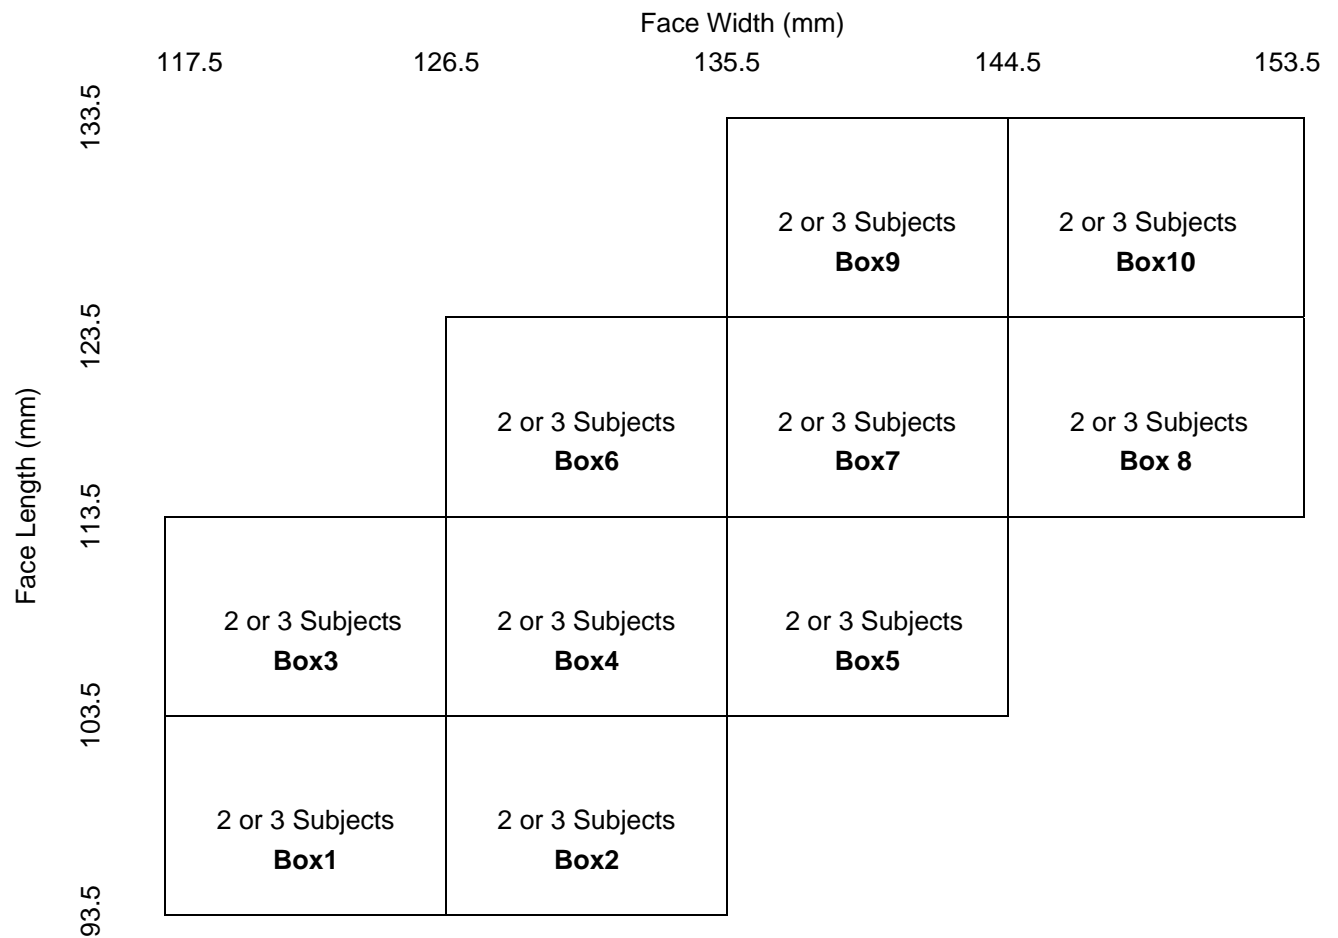 Face Width (mm)
117.5 126.5 135.5 144.5 153.5
133.5
2 or 3 Subjects 2 or 3 Subjects
Box9 Box10
123.5
2 or 3 Subjects 2 or 3 Subjects 2 or 3 Subjects
Box6 Box7 Box 8
Face Length (mm)
113.5
2 or 3 Subjects 2 or 3 Subjects 2 or 3 Subjects
Box3 Box4 Box5
103.5
2 or 3 Subjects 2 or 3 Subjects
Box1 Box2
93.5